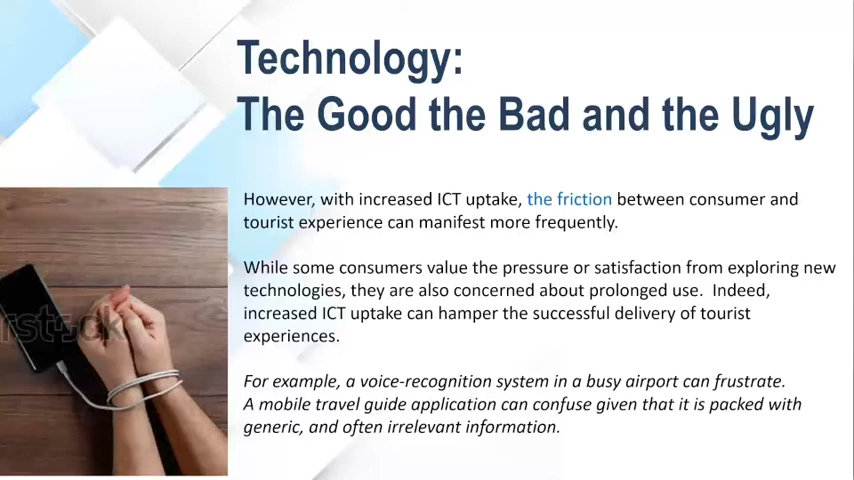 Technology:
The Good the Bad and the Ugly
However, with increased ICT uptake, the friction between consumer and
tourist experience can manifest more frequently.
While some consumers value the pressure or satisfaction from exploring new
technologies, they are also concerned about prolonged use. Indeed,
increased ICT uptake can hamper the successful delivery of tourist
experiences.
For example, a voice-recognition system in a busy airport can frustrate.
A mobile travel guide application can confuse given that it is packed with
generic, and often irrelevant information.